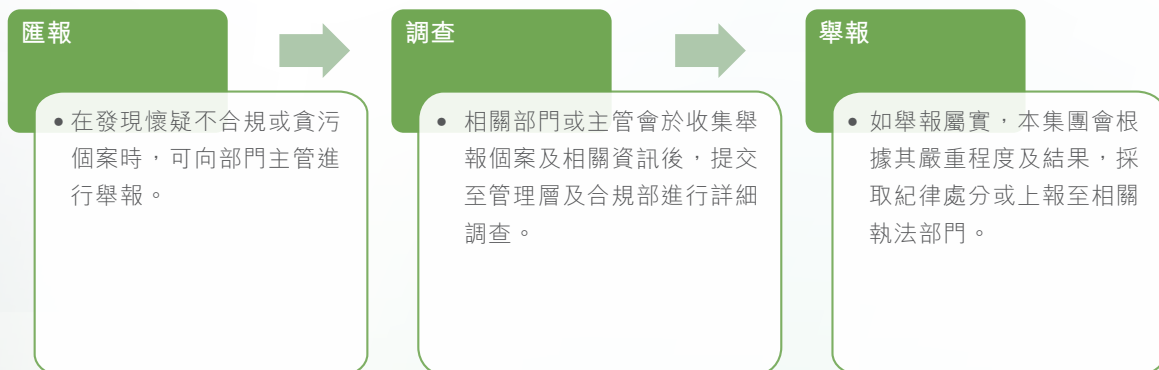 匯報
• 在發現懷疑不合規或貪污
個案時，可向部門主管進
行舉報。
調查
• 相關部門或主管會於收集舉
報個案及相關資訊後，提交
至管理層及合規部進行詳細
調查。
舉報
• 如舉報屬實，本集團會根
據其嚴重程度及結果，採
取紀律處分或上報至相關
執法部門。